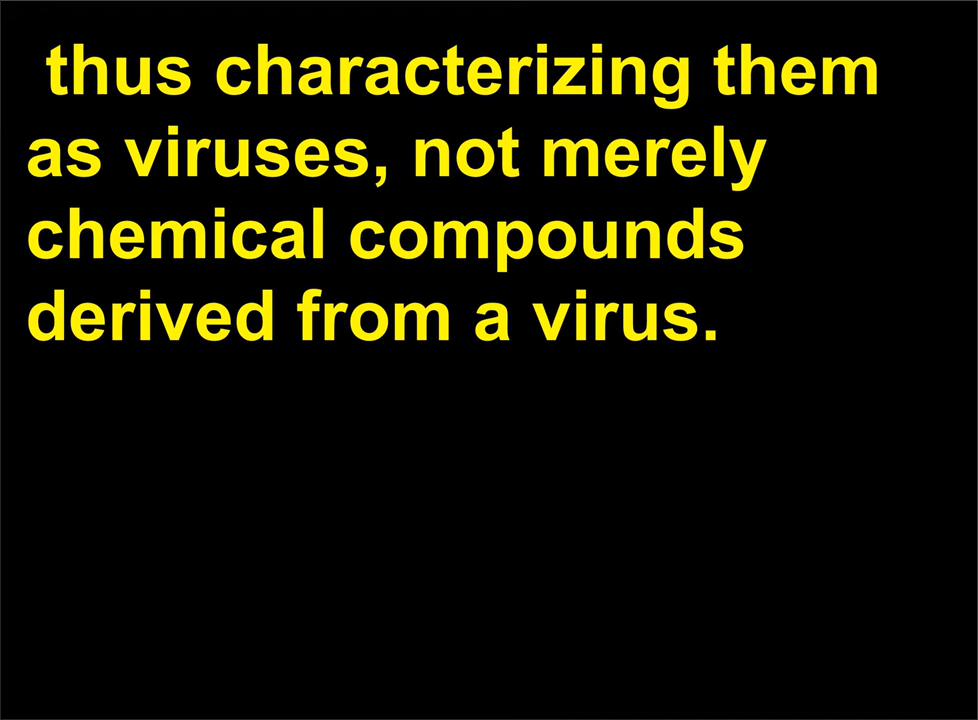 thus characterizing them
as viruses, not merely
chemical compounds
derived from a virus.